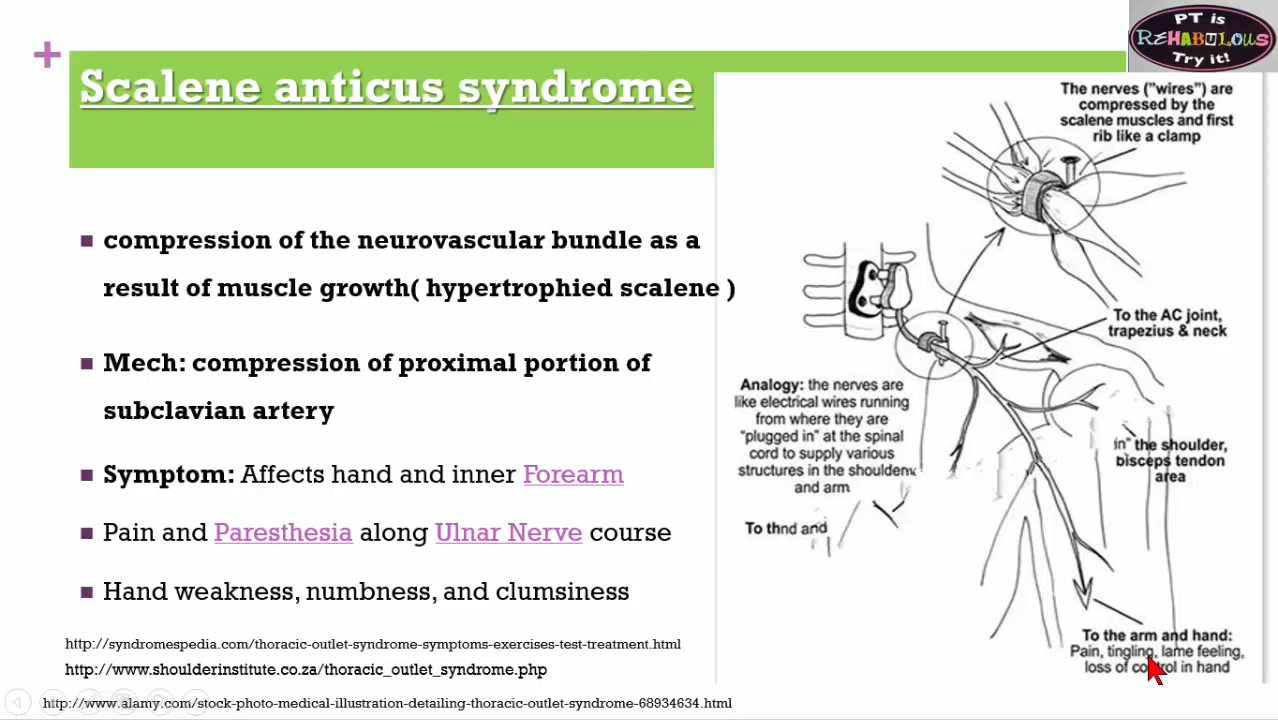 PT is
REHABULOUS
Try it!
+
Scalene anticus syndrome
compression of the neurovascular bundle as a
result of muscle growth( hypertrophied scalene )
Mech: compression of proximal portion of
subclavian artery
Symptom: Affects hand and inner Forearm
Pain and Paresthesia along Ulnar Nerve course
Hand weakness, numbness, and clumsiness
http://syndromespedia.com/thoracic-outlet-syndrome-symptoms-exercises-test-treatment.html
http://www.shoulderinstitute.co.za/thoracic_outlet_syndrome.php
http://www.alamy.com/stock-photo-medical-illustration-detailing-thoracic-outlet-syndrome-68934634.html
The nerves ("wires") are
compressed by the
scalene muscles and first
rib like a clamp
To the AC joint,
trapezius & neck
Analogy: the nerves are
like electrical wires running
from where they are
"plugged in" at the spinal
cord to supply various
structures in the shoulder
and arm
in" the shoulder,
bisceps tendon
area
To thnd and
To the arm and hand:
Pain, tingling, lame feeling,
loss of control in hand